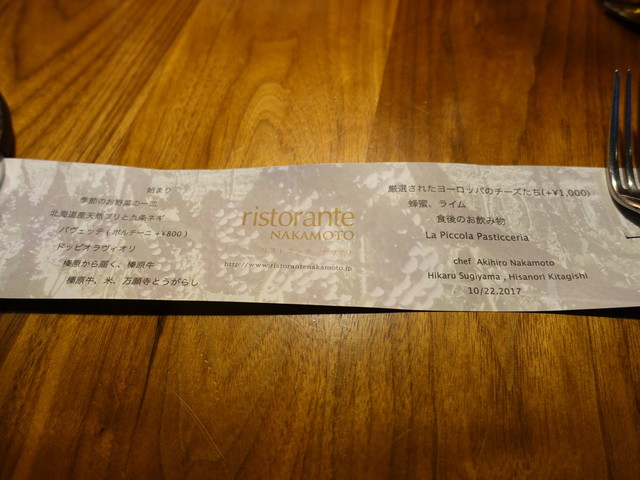 始まり
季節のお野菜の一皿
北海道産天然ブリと九条ネギ
パヴェッテ ( ポルチーニ +¥800 )
ドッピオラヴィオリ
榛原から届く、榛原牛
榛原牛、米、万願寺とうがらし
ristorante
NAKAMOTO
http://www.ristorantenakamoto.jp
厳選されたヨーロッパのチーズたち(+¥1,000)
蜂蜜、ライム
食後のお飲み物
La Piccola Pasticceria
chef Akihiro Nakamoto
Hikaru Sugiyama , Hisanori Kitagishi
10/22.2017